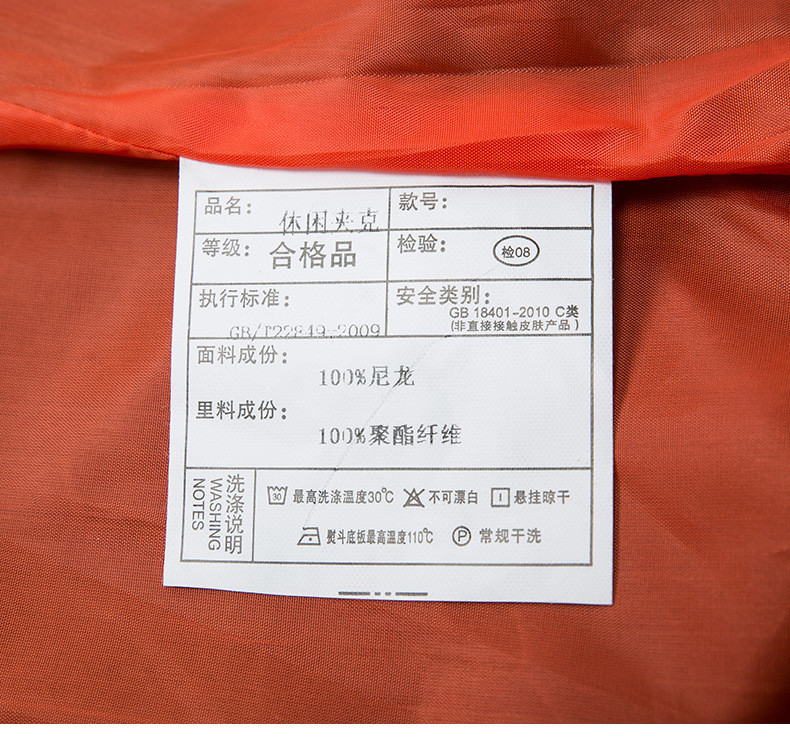 品名: 休闲夹克
款号:
等级: 合格品
检验: 检08
执行标准: GB/T22849-2009
安全类别: GB 18401-2010 C类
(非直接接触皮肤产品)
面料成份: 100%尼龙
里料成份: 100%聚酯纤维
洗涤说明
WASHING
NOTES
30 最高洗涤温度30℃ 不可漂白 悬挂晾干
熨斗底板最高温度110℃ P 常规干洗